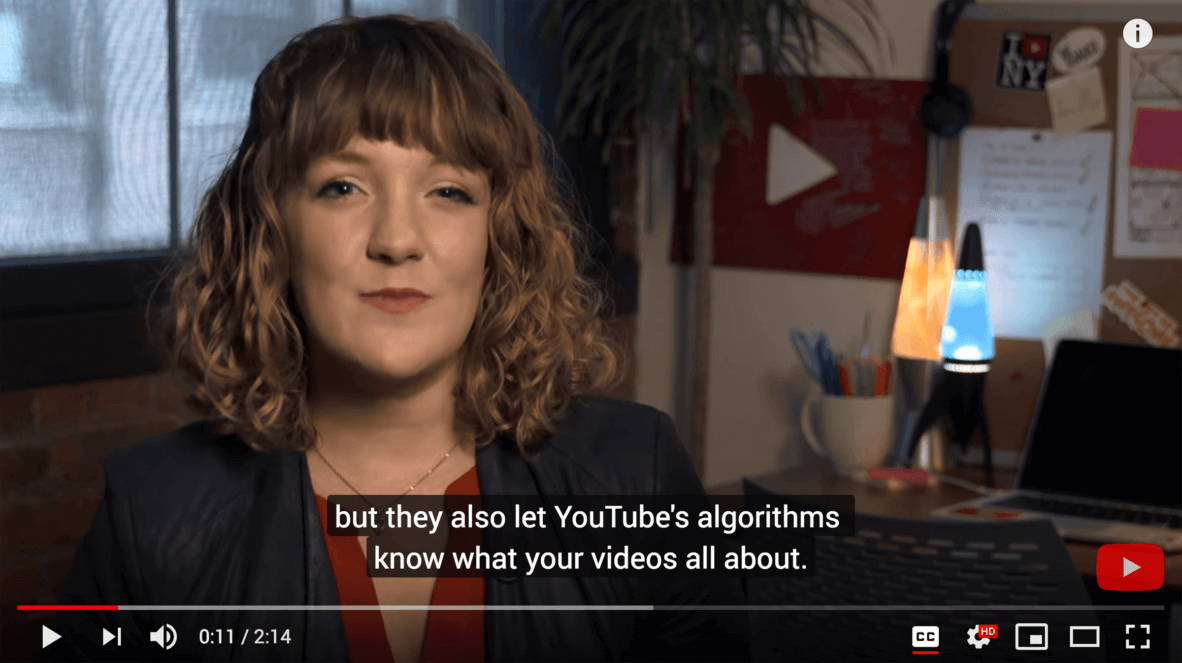 I
NY
but they also let YouTube's algorithms
know what your videos all about.
0:11 / 2:14
CC
HD